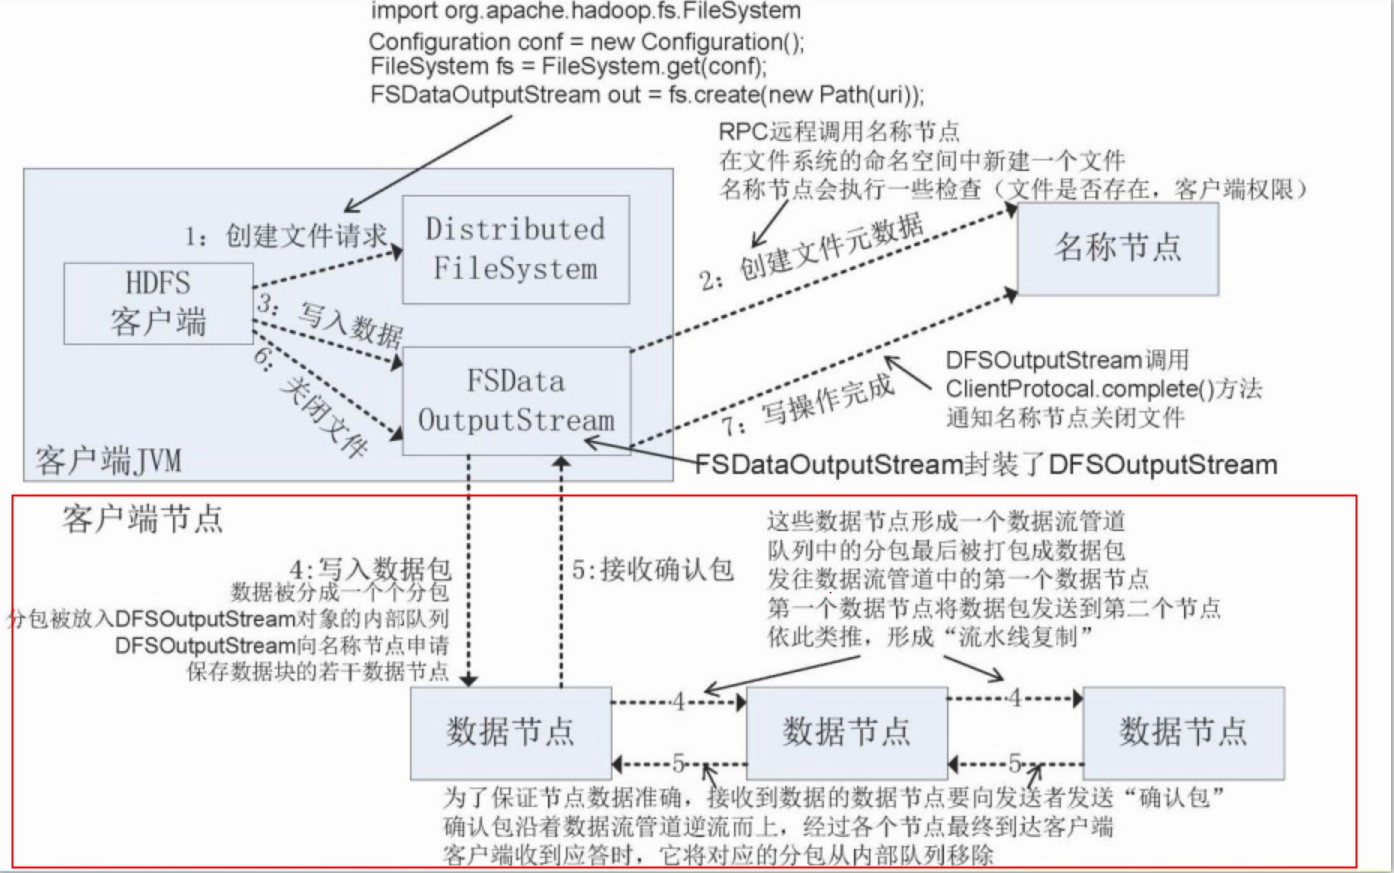 import org.apache.hadoop.fs.FileSystem
Configuration conf = new Configuration();
FileSystem fs = FileSystem.get(conf);
FSDataOutputStream out = fs.create(new Path(uri));
RPC远程调用名称节点
在文件系统的命名空间中新建一个文件
名称节点会执行一些检查（文件是否存在，客户端权限）
1：创建文件请求
Distributed
FileSystem
2：创建文件元数据
名称节点
HDFS
客户端
3：写入数据
6：关闭文件
FSData
OutputStream
7：写操作完成
DFSOutputStream调用
ClientProtocal.complete()方法
通知名称节点关闭文件
客户端JVM
FSDataOutputStream封装了DFSOutputStream
客户端节点
4:写入数据包
数据被分成一个个分包
分包被放入DFSOutputStream对象的内部队列
DFSOutputStream向名称节点申请
保存数据块的若干数据节点
5:接收确认包
这些数据节点形成一个数据流管道
队列中的分包最后被打包成数据包
发往数据流管道中的第一个数据节点
第一个数据节点将数据包发送到第二个节点
依此类推，形成“流水线复制”
数据节点
4
5
数据节点
4
5
数据节点
为了保证节点数据准确，接收到数据的数据节点要向发送者发送“确认包”
确认包沿着数据流管道逆流而上，经过各个节点最终到达客户端
客户端收到应答时，它将对应的分包从内部队列移除